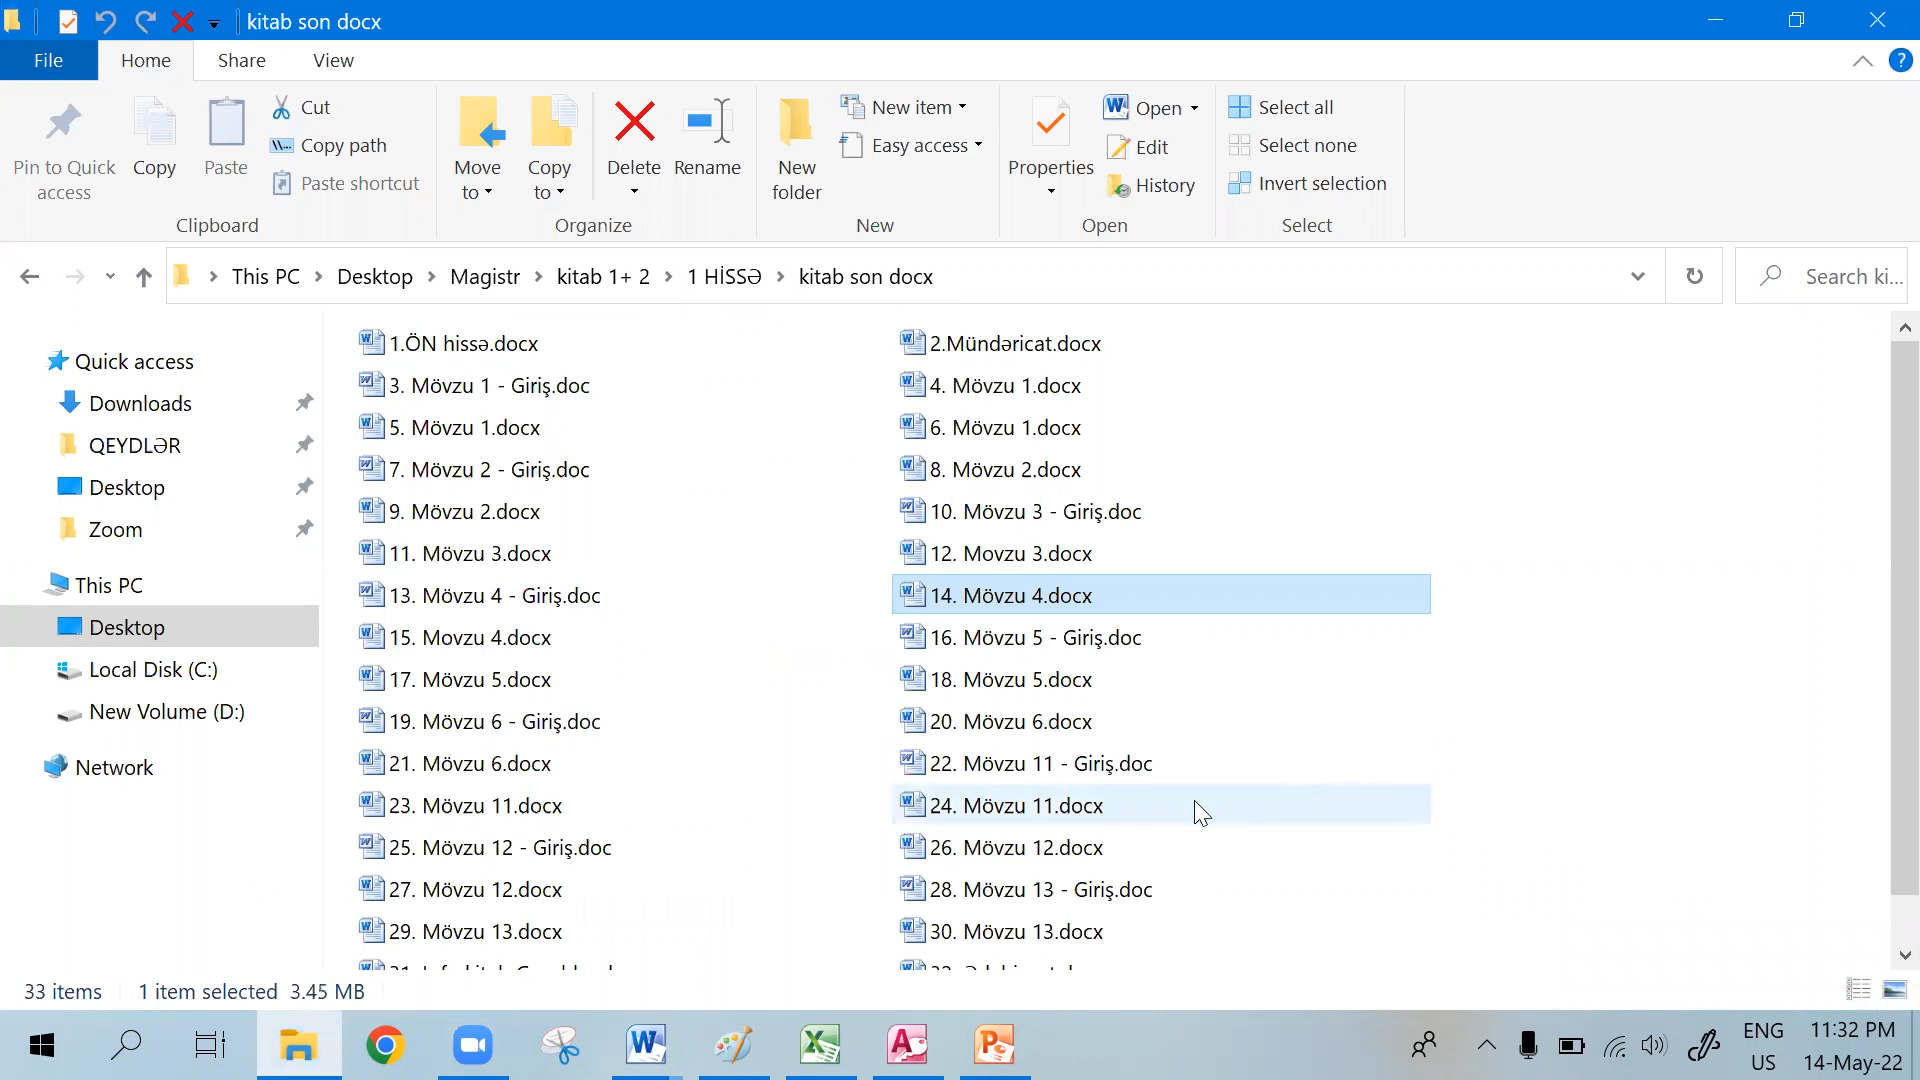 kitab son docx
File Home Share View
Pin to Quick access
Copy
Paste
Cut
Copy path
Paste shortcut
Clipboard
Move to
Copy to
Delete
Rename
Organize
New folder
New item
Easy access
New
Properties
Open
Edit
History
Open
Select all
Select none
Invert selection
Select
This PC > Desktop > Magistr > kitab 1+ 2 > 1 HİSSƏ > kitab son docx
Search ki...
Quick access
Downloads
QEYDLƏR
Desktop
Zoom
This PC
Desktop
Local Disk (C:)
New Volume (D:)
Network
1.ÖN hissə.docx
2.Mündəricat.docx
3. Mövzu 1 - Giriş.doc
4. Mövzu 1.docx
5. Mövzu 1.docx
6. Mövzu 1.docx
7. Mövzu 2 - Giriş.doc
8. Mövzu 2.docx
9. Mövzu 2.docx
10. Mövzu 3 - Giriş.doc
11. Mövzu 3.docx
12. Movzu 3.docx
13. Mövzu 4 - Giriş.doc
14. Mövzu 4.docx
15. Movzu 4.docx
16. Mövzu 5 - Giriş.doc
17. Mövzu 5.docx
18. Mövzu 5.docx
19. Mövzu 6 - Giriş.doc
20. Mövzu 6.docx
21. Mövzu 6.docx
22. Mövzu 11 - Giriş.doc
23. Mövzu 11.docx
24. Mövzu 11.docx
25. Mövzu 12 - Giriş.doc
26. Mövzu 12.docx
27. Mövzu 12.docx
28. Mövzu 13 - Giriş.doc
29. Mövzu 13.docx
30. Mövzu 13.docx
33 items 1 item selected 3.45 MB
ENG
US
11:32 PM
14-May-22